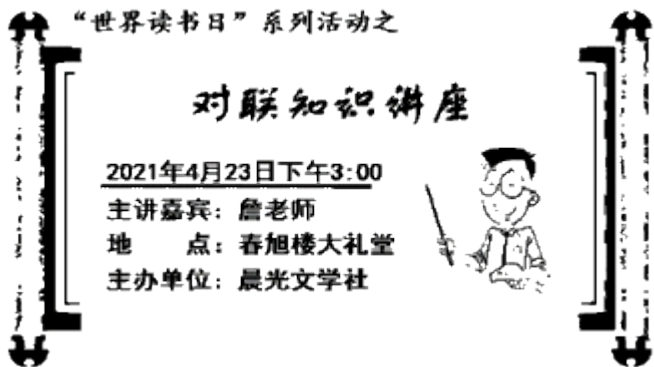 “世界读书日”系列活动之
对联知识讲座
2021年4月23日下午3:00
主讲嘉宾：詹老师
地　　点：春旭楼大礼堂
主办单位：晨光文学社